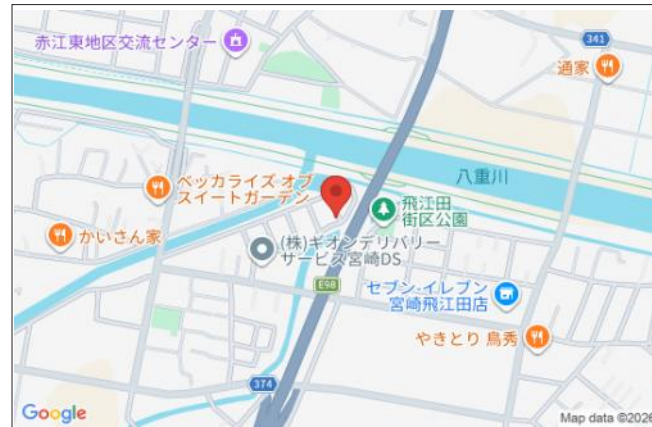 赤江東地区交流センター
341
通家
八重川
ベッカライズ オブ
スイートガーデン
飛江田
街区公園
かいさん家
(株)ギオンデリバリー
サービス宮崎DS
E98
セブン-イレブン
宮崎飛江田店
やきとり 鳥秀
374
Google
Map data ©2026